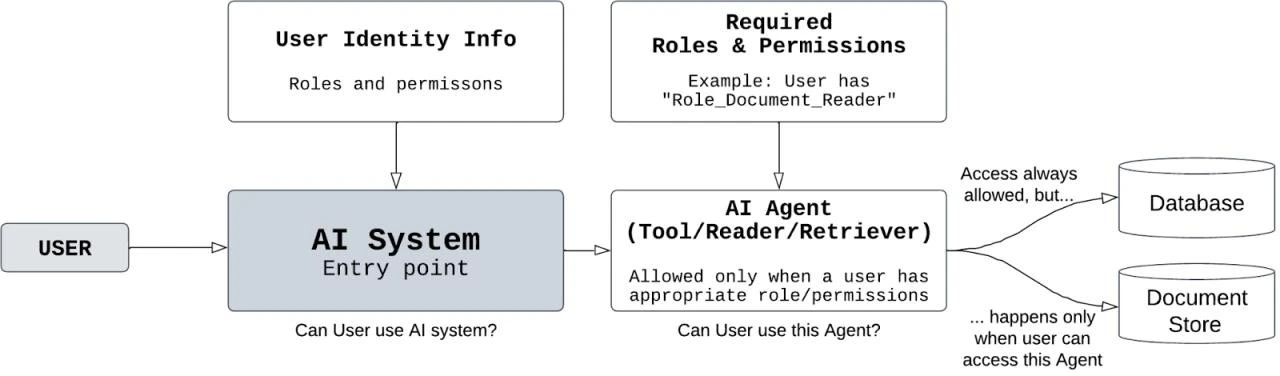 User Identity Info
Roles and permissons
Required
Roles & Permissions
Example: User has
"Role_Document_Reader"
USER
AI System
Entry point
Can User use AI system?
AI Agent
(Tool/Reader/Retriever)
Allowed only when a user has
appropriate role/permissions
Can User use this Agent?
Access always
allowed, but...
... happens only
when user can
access this Agent
Database
Document
Store